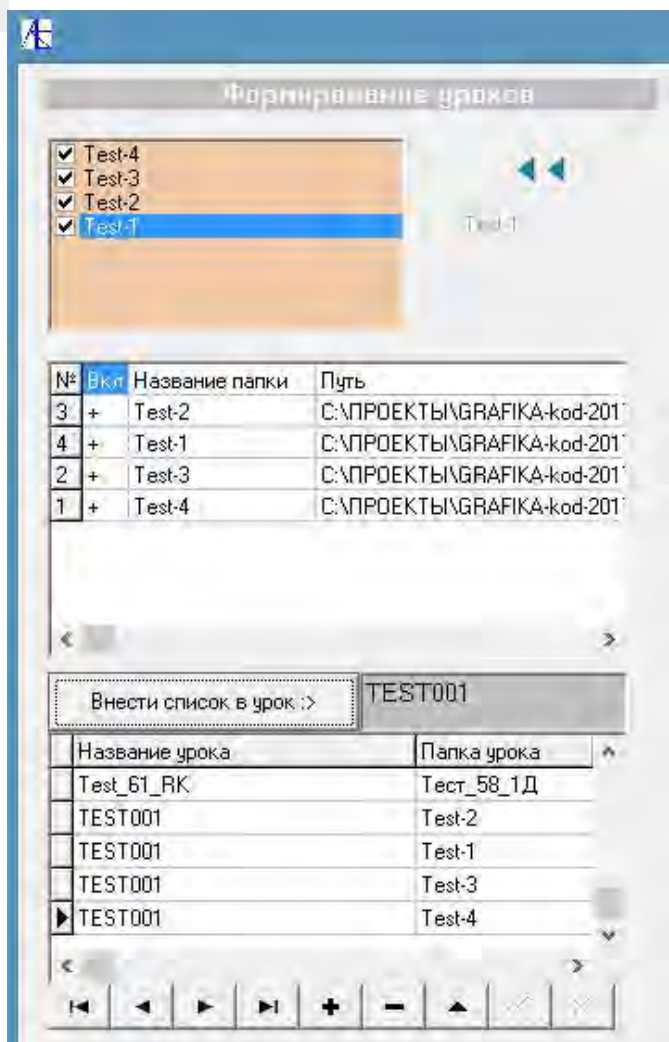 Формирование уроков
Test-4
Test-3
Test-2
Test-1
Test-1
№ Вкл Название папки Путь
3 + Test-2 C:\ПРОЕКТЫ\GRAFIKA-kod-201
4 + Test-1 C:\ПРОЕКТЫ\GRAFIKA-kod-201
2 + Test-3 C:\ПРОЕКТЫ\GRAFIKA-kod-201
1 + Test-4 C:\ПРОЕКТЫ\GRAFIKA-kod-201
Внести список в урок :> TEST001
Название урока Папка урока
Test_61_RK Тест_58_1Д
TEST001 Test-2
TEST001 Test-1
TEST001 Test-3
TEST001 Test-4